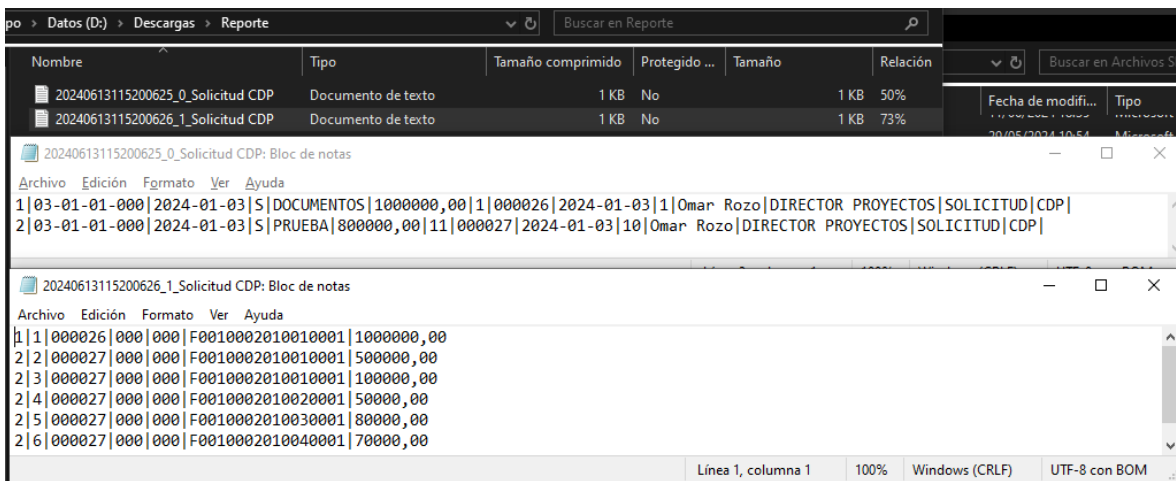 po > Datos (D:) > Descargas > Reporte
Buscar en Reporte
Nombre Tipo Tamaño comprimido Protegido ... Tamaño Relación
20240613115200625_0_Solicitud CDP Documento de texto 1 KB No 1 KB 50%
20240613115200626_1_Solicitud CDP Documento de texto 1 KB No 1 KB 73%
Buscar en Archivos S
Fecha de modifi... Tipo
20240613115200625_0_Solicitud CDP: Bloc de notas
Archivo Edición Formato Ver Ayuda
1|03-01-01-000|2024-01-03|S|DOCUMENTOS|1000000,00|1|000026|2024-01-03|1|Omar Rozo|DIRECTOR PROYECTOS|SOLICITUD|CDP|
2|03-01-01-000|2024-01-03|S|PRUEBA|800000,00|11|000027|2024-01-03|10|Omar Rozo|DIRECTOR PROYECTOS|SOLICITUD|CDP|
20240613115200626_1_Solicitud CDP: Bloc de notas
Archivo Edición Formato Ver Ayuda
1|1|000026|000|000|F0010002010010001|1000000,00
2|2|000027|000|000|F0010002010010001|500000,00
2|3|000027|000|000|F0010002010010001|100000,00
2|4|000027|000|000|F0010002010020001|50000,00
2|5|000027|000|000|F0010002010030001|80000,00
2|6|000027|000|000|F0010002010040001|70000,00
Línea 1, columna 1 100% Windows (CRLF) UTF-8 con BOM